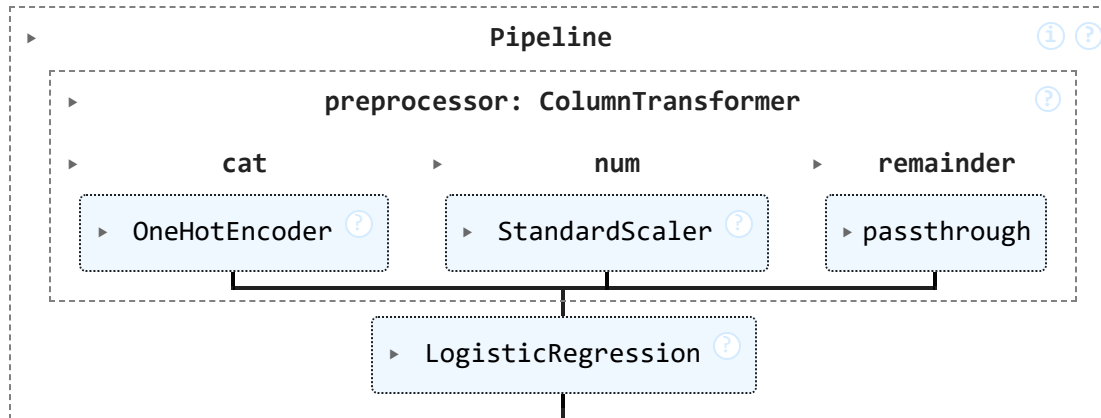 Pipeline i ?
preprocessor: ColumnTransformer ?
cat num remainder
OneHotEncoder ? StandardScaler ? passthrough
LogisticRegression ?